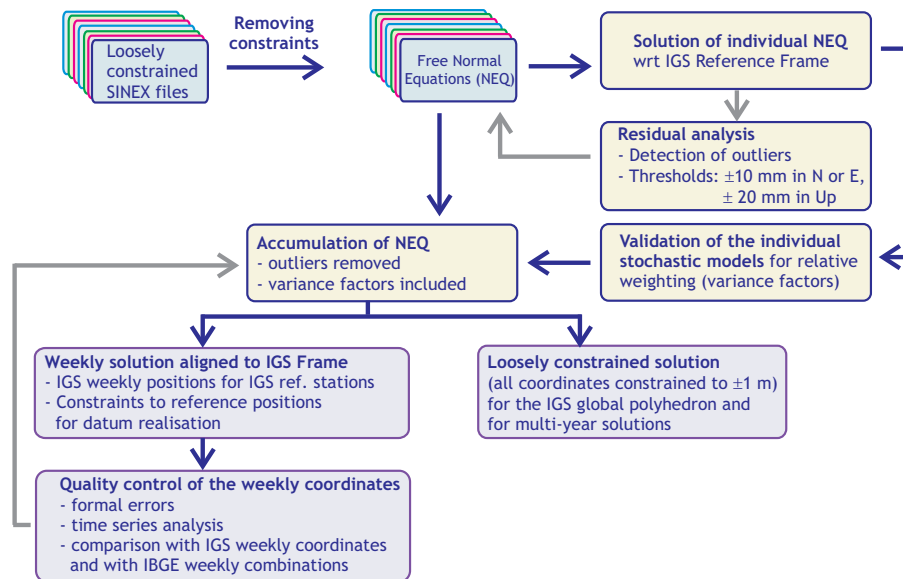 Loosely
constrained
SINEX files
Removing
constraints
Free Normal
Equations (NEQ)
Solution of individual NEQ
wrt IGS Reference Frame
Residual analysis
- Detection of outliers
- Thresholds: ±10 mm in N or E,
± 20 mm in Up
Accumulation of NEQ
- outliers removed
- variance factors included
Validation of the individual
stochastic models for relative
weighting (variance factors)
Weekly solution aligned to IGS Frame
- IGS weekly positions for IGS ref. stations
- Constraints to reference positions
for datum realisation
Loosely constrained solution
(all coordinates constrained to ±1 m)
for the IGS global polyhedron and
for multi-year solutions
Quality control of the weekly coordinates
- formal errors
- time series analysis
- comparison with IGS weekly coordinates
and with IBGE weekly combinations